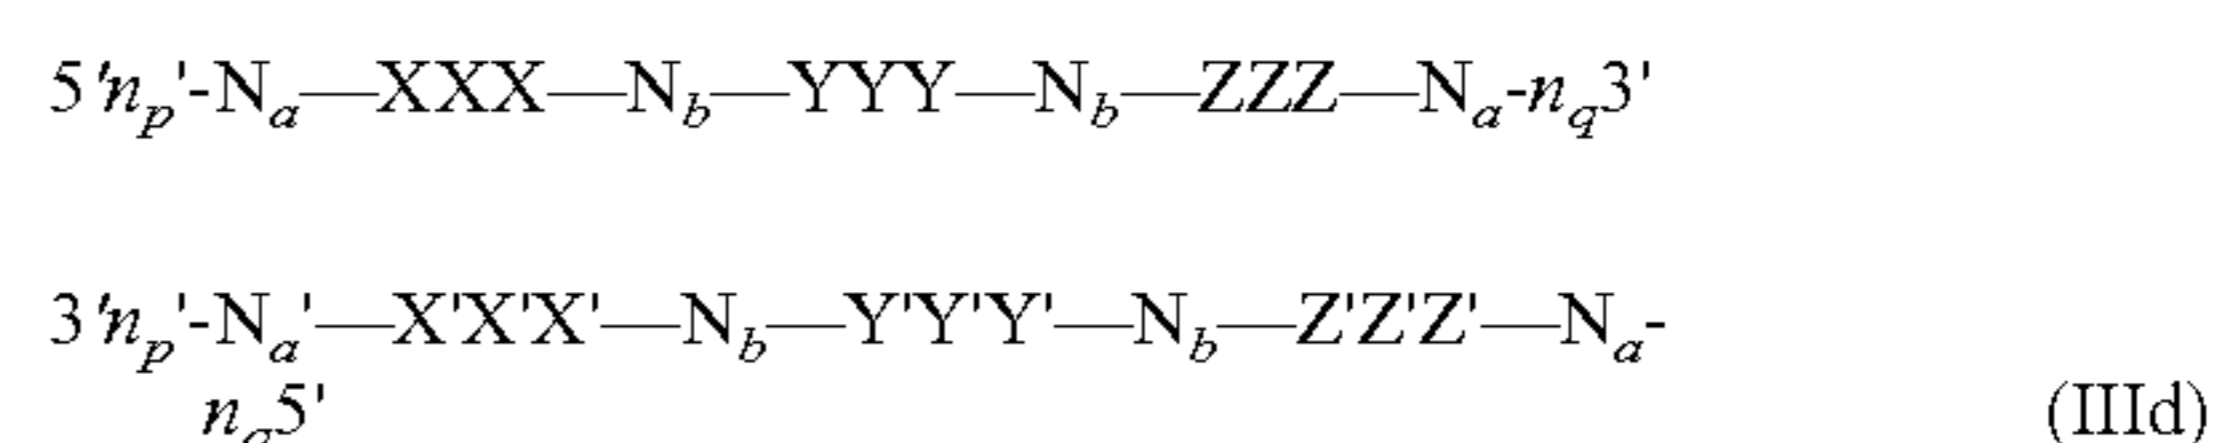 5'n_p'-N_a—XXX—N_b—YYY—N_b—ZZZ—N_a-n_q3'
3'n_p'-N_a'—X'X'X'—N_b—Y'Y'Y'—N_b—Z'Z'Z'—N_a-
n_q5'
(IIId)